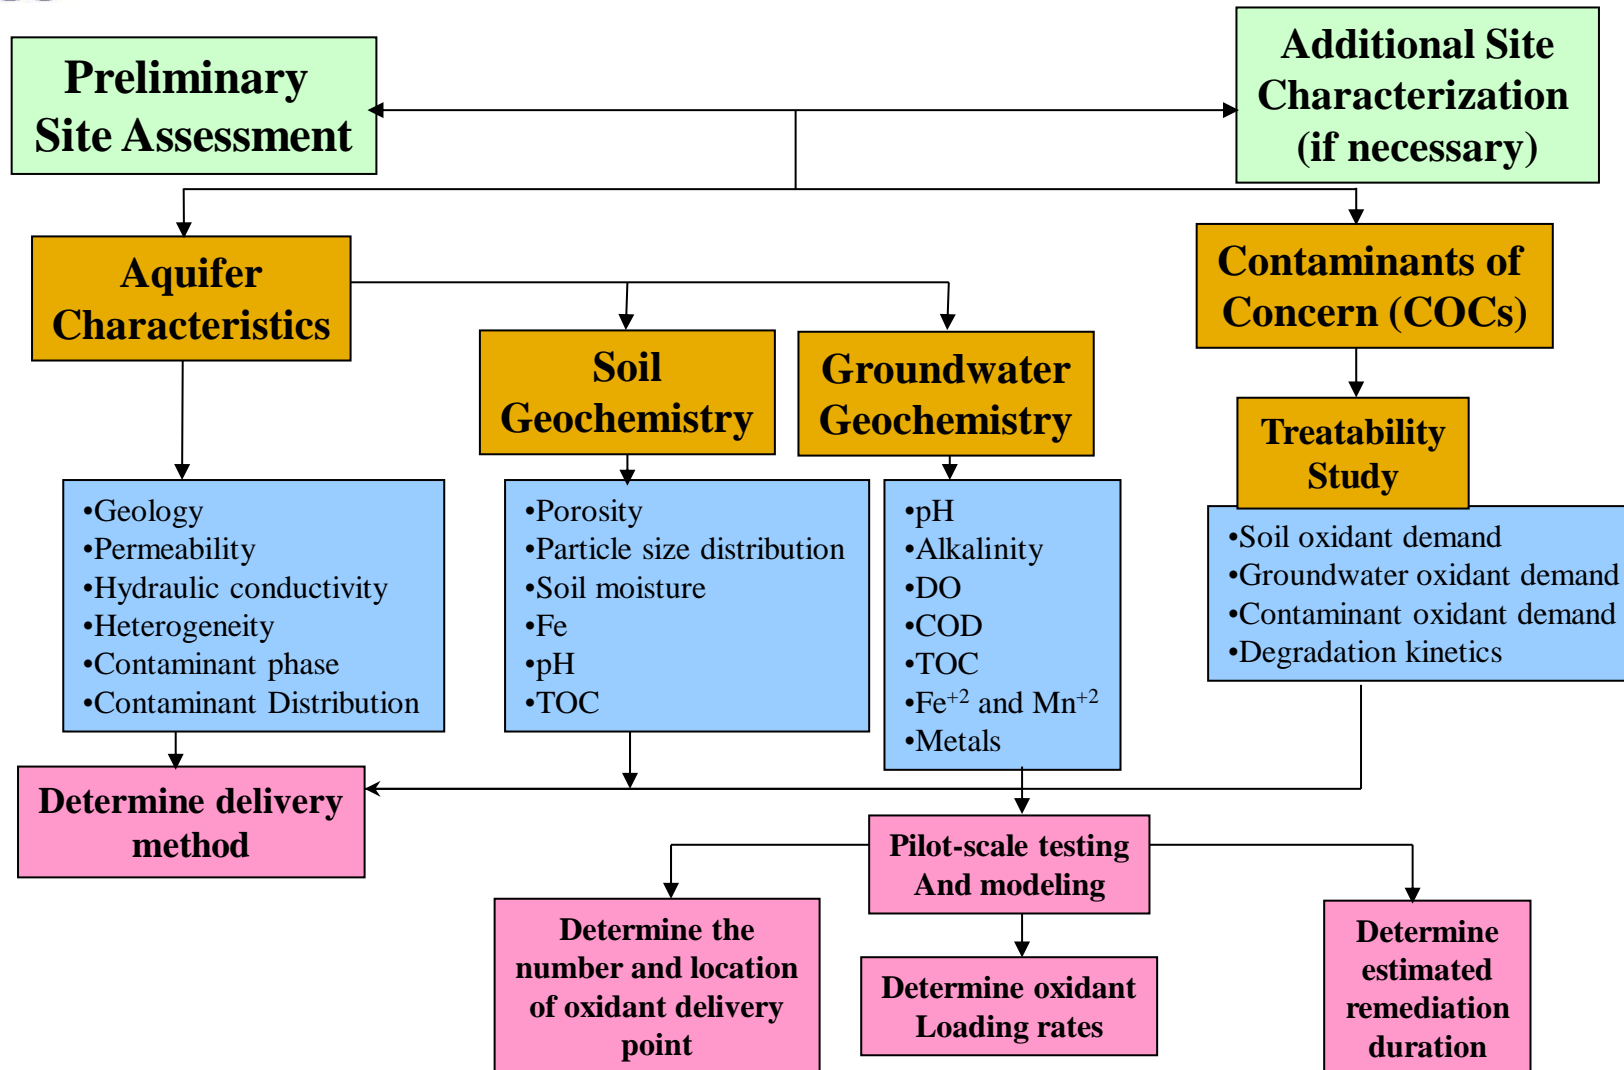 Preliminary
Site Assessment
Additional Site
Characterization
(if necessary)
Aquifer
Characteristics
Soil
Geochemistry
Groundwater
Geochemistry
Contaminants of
Concern (COCs)
Treatability
Study
•Geology
•Permeability
•Hydraulic conductivity
•Heterogeneity
•Contaminant phase
•Contaminant Distribution
•Porosity
•Particle size distribution
•Soil moisture
•Fe
•pH
•TOC
•pH
•Alkalinity
•DO
•COD
•TOC
•Fe⁺² and Mn⁺²
•Metals
•Soil oxidant demand
•Groundwater oxidant demand
•Contaminant oxidant demand
•Degradation kinetics
Determine delivery
method
Pilot-scale testing
And modeling
Determine the
number and location
of oxidant delivery
point
Determine oxidant
Loading rates
Determine
estimated
remediation
duration